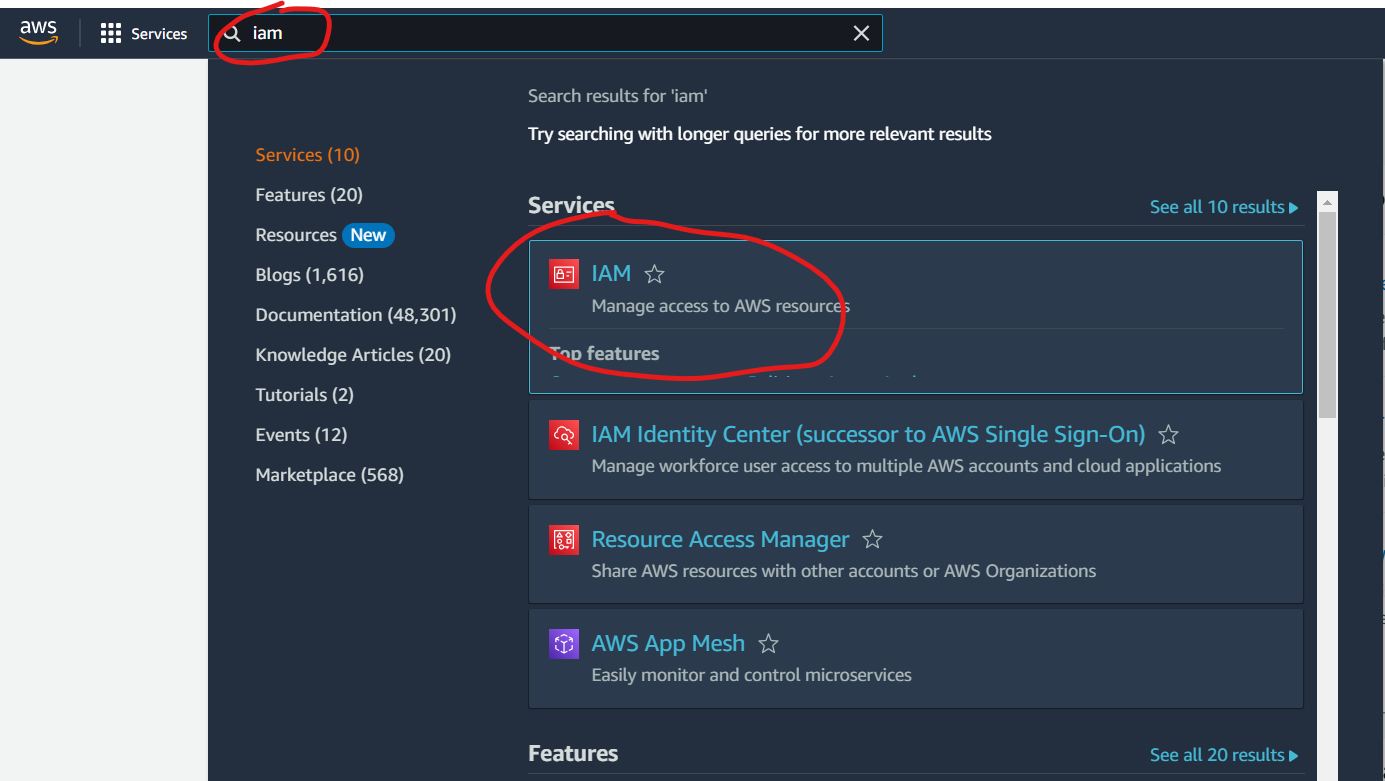 aws
Services
iam
Search results for 'iam'
Try searching with longer queries for more relevant results
Services (10)
Features (20)
Resources New
Blogs (1,616)
Documentation (48,301)
Knowledge Articles (20)
Tutorials (2)
Events (12)
Marketplace (568)
Services
See all 10 results
IAM
Manage access to AWS resources
Top features
IAM Identity Center (successor to AWS Single Sign-On)
Manage workforce user access to multiple AWS accounts and cloud applications
Resource Access Manager
Share AWS resources with other accounts or AWS Organizations
AWS App Mesh
Easily monitor and control microservices
Features
See all 20 results